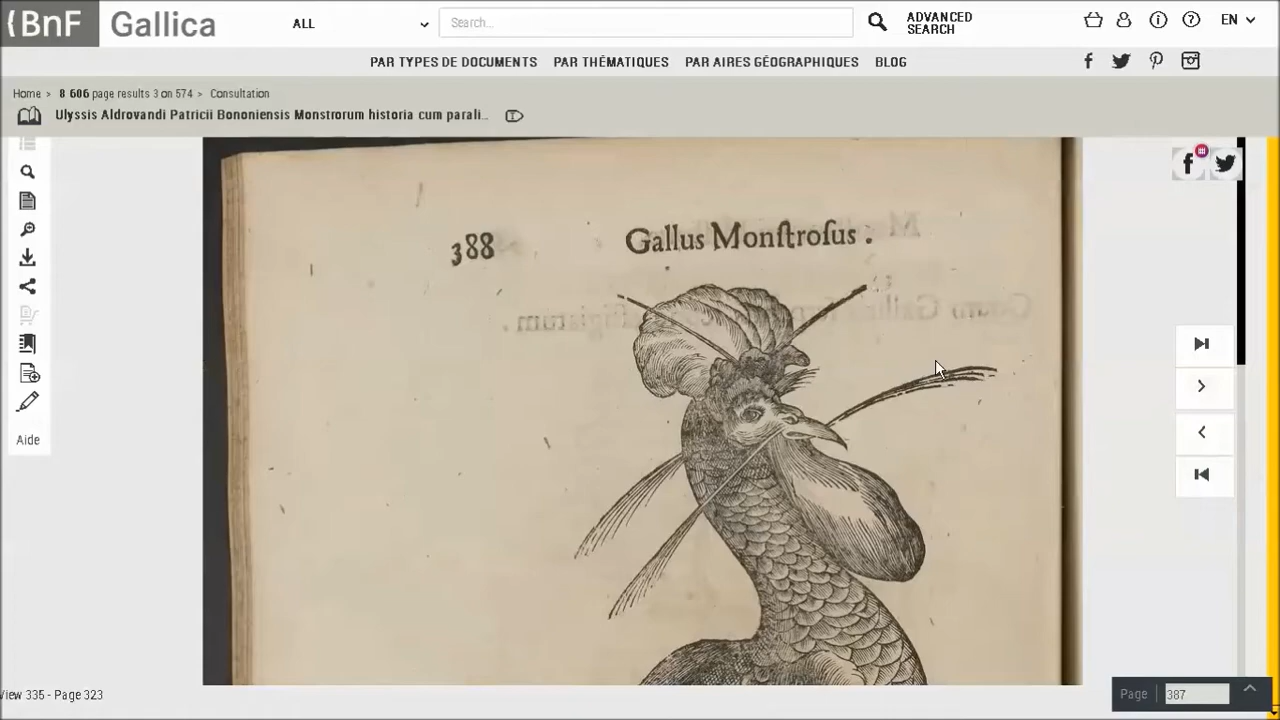 BnF Gallica
ALL
Search...
ADVANCED
SEARCH
EN
PAR TYPES DE DOCUMENTS PAR THÉMATIQUES PAR AIRES GÉOGRAPHIQUES BLOG
Home > 8 606 page results 3 on 574 > Consultation
Ulyssis Aldrovandi Patricii Bononiensis Monstrorum historia cum parali..
388 Gallus Monſtroſus.
Aide
View 335 - Page 323
Page 387